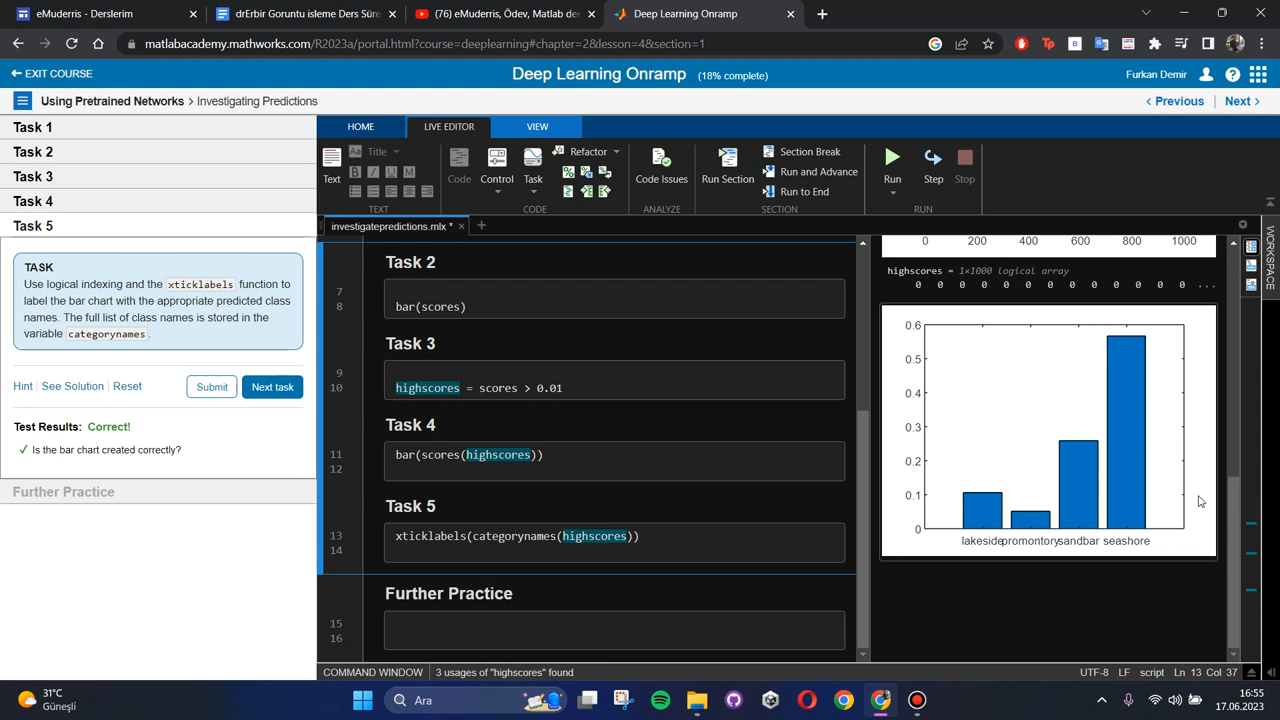 eMuderris - Derslerim
drErbir Goruntu isleme Ders Süre
(76) eMuderris, Ödev, Matlab de
Deep Learning Onramp
matlabacademy.mathworks.com/R2023a/portal.html?course=deeplearning#chapter=2&lesson=4&section=1
EXIT COURSE
Deep Learning Onramp (18% complete)
Furkan Demir
Using Pretrained Networks > Investigating Predictions
Previous
Next
Task 1
Task 2
Task 3
Task 4
Task 5
TASK
Use logical indexing and the xticklabels function to
label the bar chart with the appropriate predicted class
names. The full list of class names is stored in the
variable categorynames.
Hint | See Solution | Reset
Submit
Next task
Test Results: Correct!
Is the bar chart created correctly?
Further Practice
HOME
LIVE EDITOR
VIEW
Text
Aa Title
B I U M
TEXT
Code
Control
Task
Refactor
CODE
Code Issues
ANALYZE
Run Section
Section Break
Run and Advance
Run to End
SECTION
Run
Step
Stop
RUN
investigatepredictions.mlx *
Task 2
7
8 bar(scores)
Task 3
9
10 highscores = scores > 0.01
Task 4
11 bar(scores(highscores))
12
Task 5
13 xticklabels(categorynames(highscores))
14
Further Practice
15
16
0 200 400 600 800 1000
highscores = 1×1000 logical array
0 0 0 0 0 0 0 0 0 0 0 0 0 ...
0.6
0.5
0.4
0.3
0.2
0.1
0
lakeside promontory sandbar seashore
WORKSPACE
COMMAND WINDOW
3 usages of "highscores" found
UTF-8
LF
script
Ln 13 Col 37
31°C
Güneşli
Ara
16:55
17.06.2023